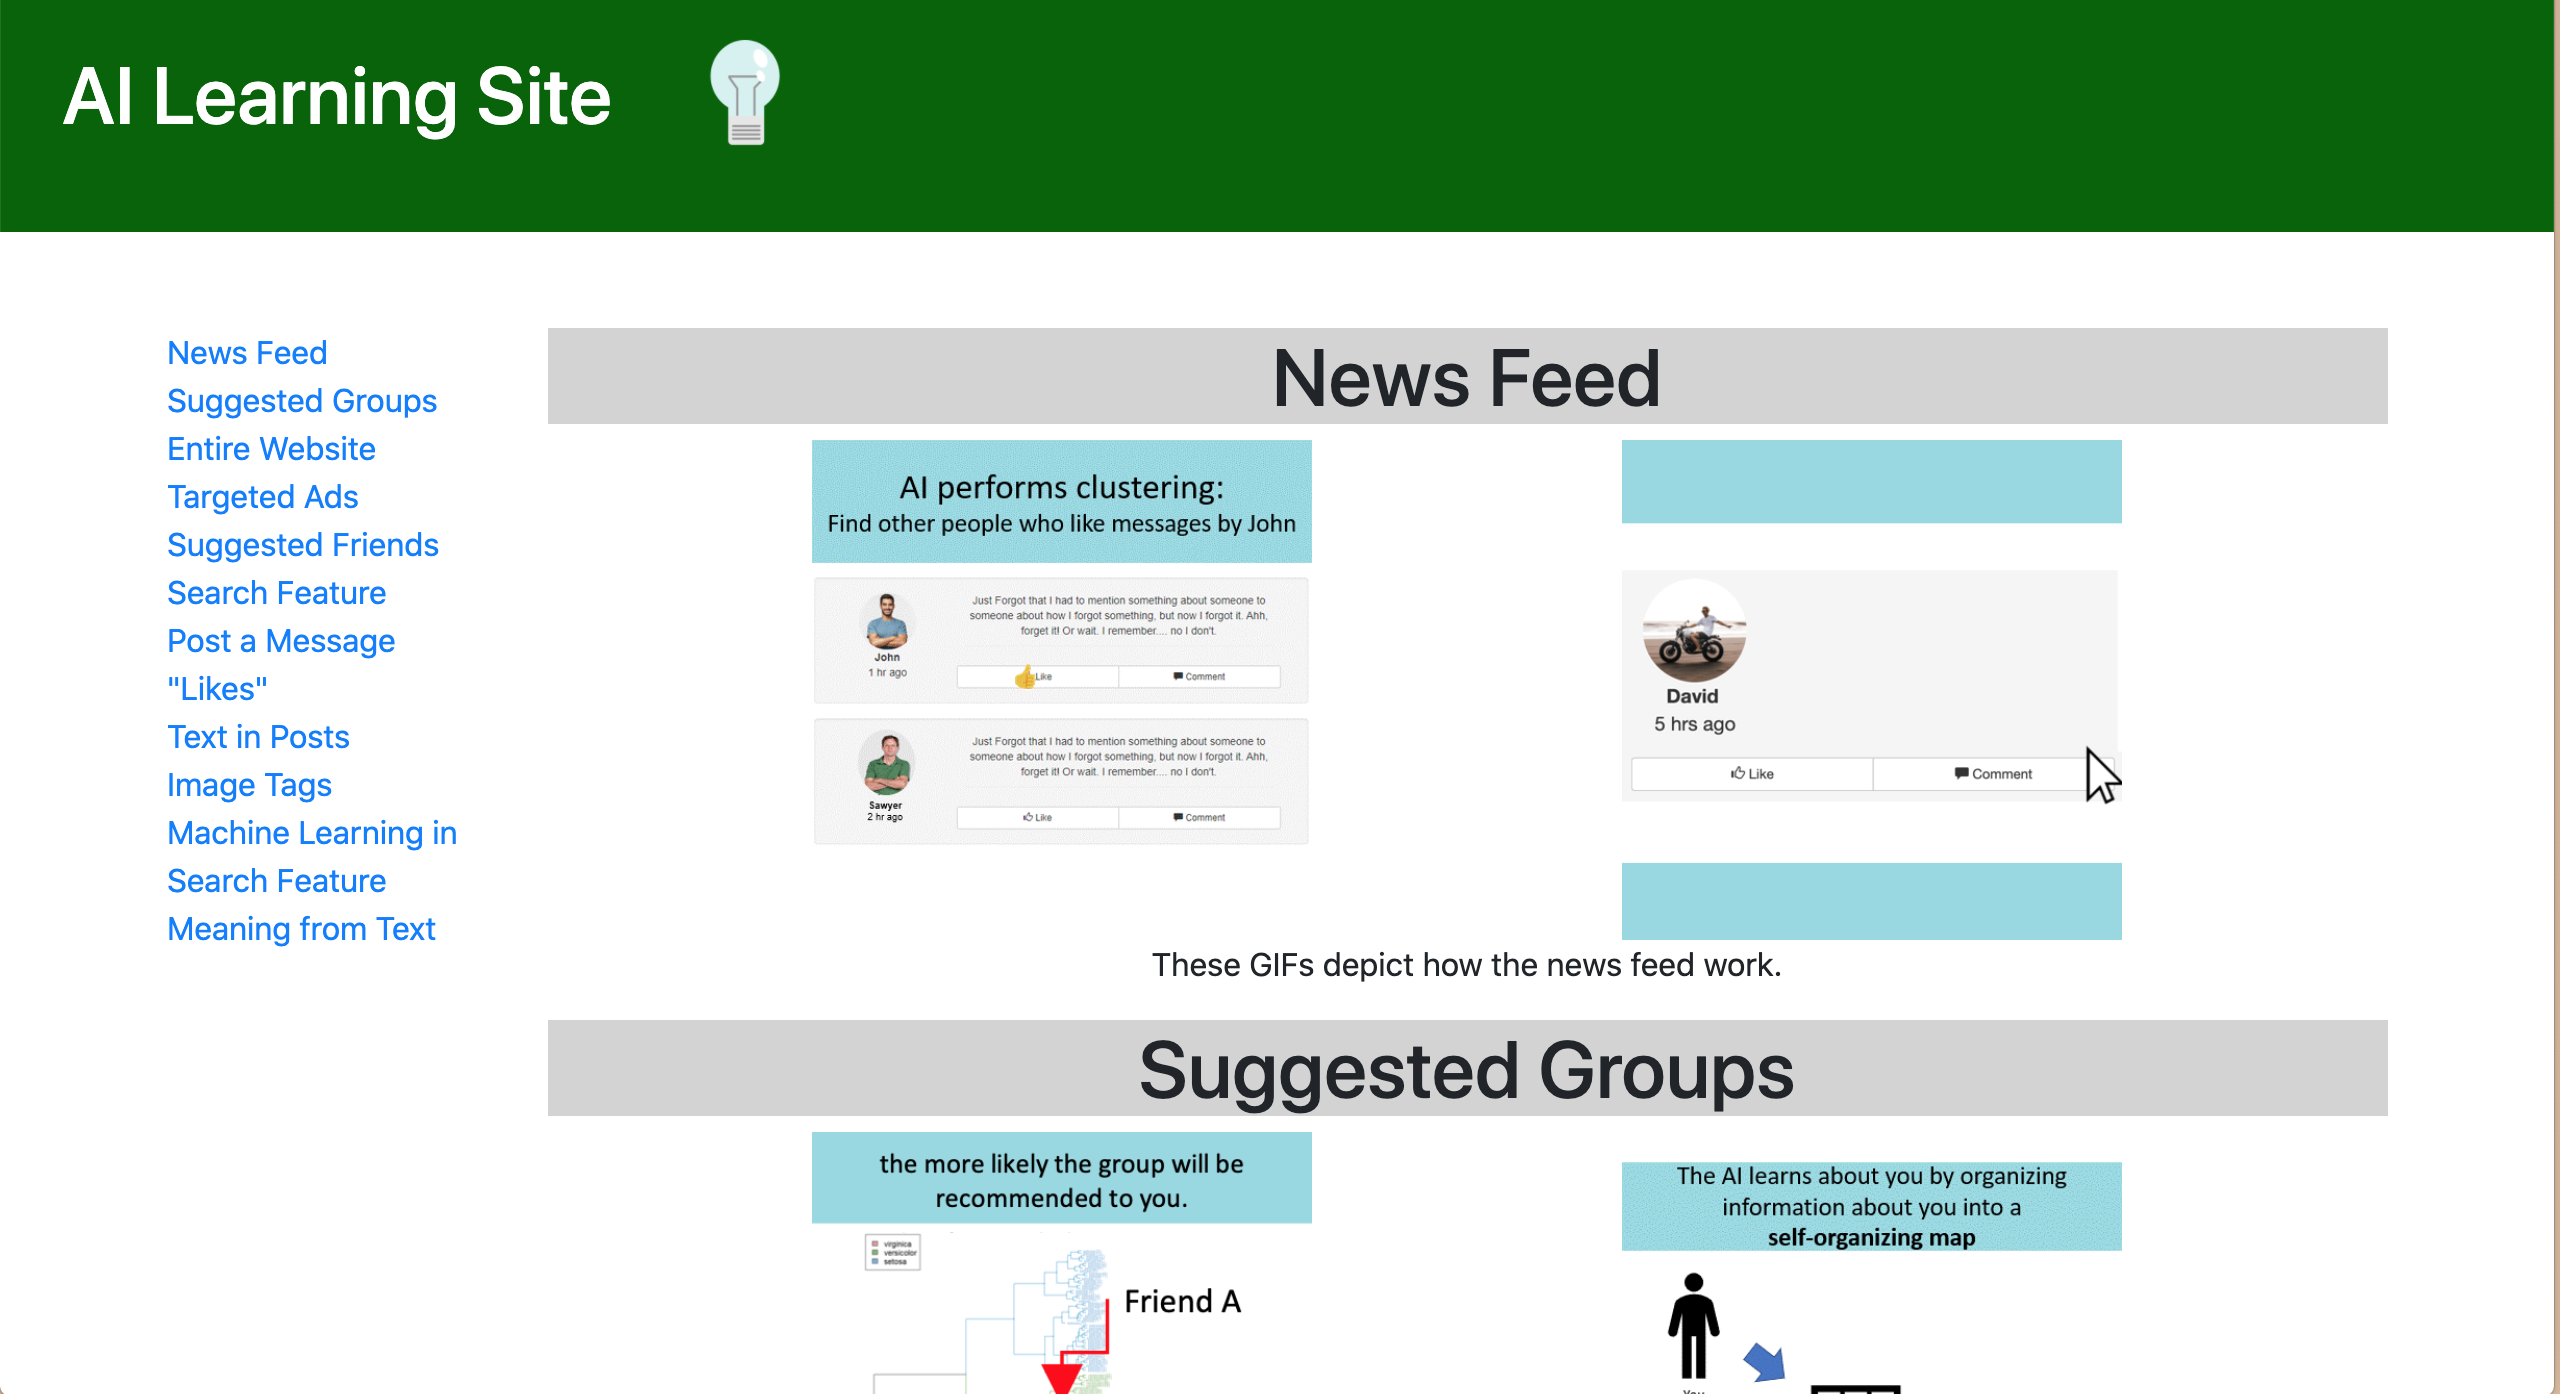 AI Learning Site
News Feed
Suggested Groups
Entire Website
Targeted Ads
Suggested Friends
Search Feature
Post a Message
"Likes"
Text in Posts
Image Tags
Machine Learning in
Search Feature
Meaning from Text
News Feed
AI performs clustering:
Find other people who like messages by John
Just Forgot that I had to mention something about someone to
someone about how I forgot something, but now I forgot it. Ahh,
forget it! Or wait. I remember.... no I don't.
John
1 hr ago
Like
Comment
Just Forgot that I had to mention something about someone to
someone about how I forgot something, but now I forgot it. Ahh,
forget it! Or wait. I remember.... no I don't.
Sawyer
2 hr ago
Like
Comment
David
5 hrs ago
Like
Comment
These GIFs depict how the news feed work.
Suggested Groups
the more likely the group will be
recommended to you.
virginica
versicolor
setosa
Friend A
The AI learns about you by organizing
information about you into a
self-organizing map